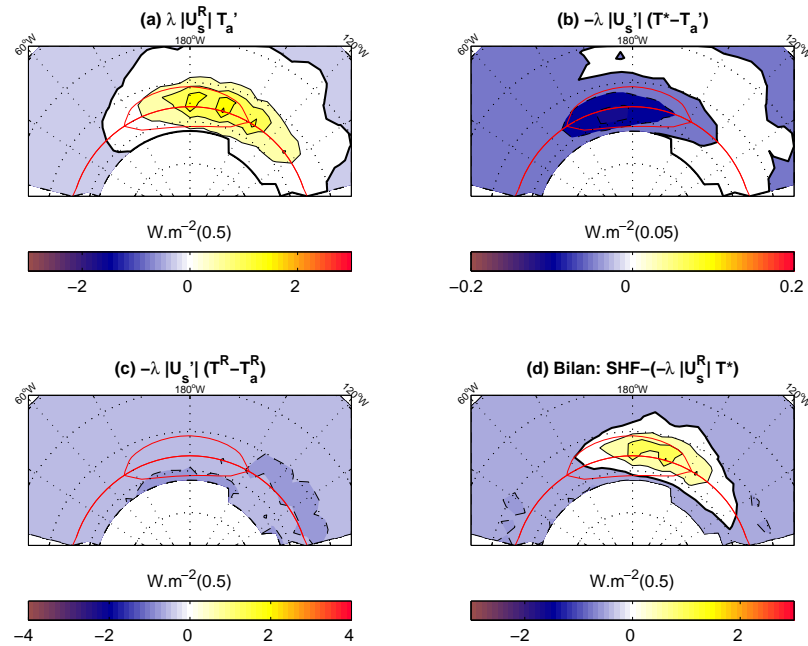 (a) λ |U_s^R| T_a'
(b) −λ |U_s'| (T*−T_a')
60°W
180°W
120°W
60°W
180°W
120°W
W.m⁻²(0.5)
W.m⁻²(0.05)
−2 0 2
−0.2 0 0.2
(c) −λ |U_s'| (T^R−T_a^R)
(d) Bilan: SHF−(−λ |U_s^R| T*)
60°W
180°W
120°W
60°W
180°W
120°W
W.m⁻²(0.5)
W.m⁻²(0.5)
−4 −2 0 2 4
−2 0 2